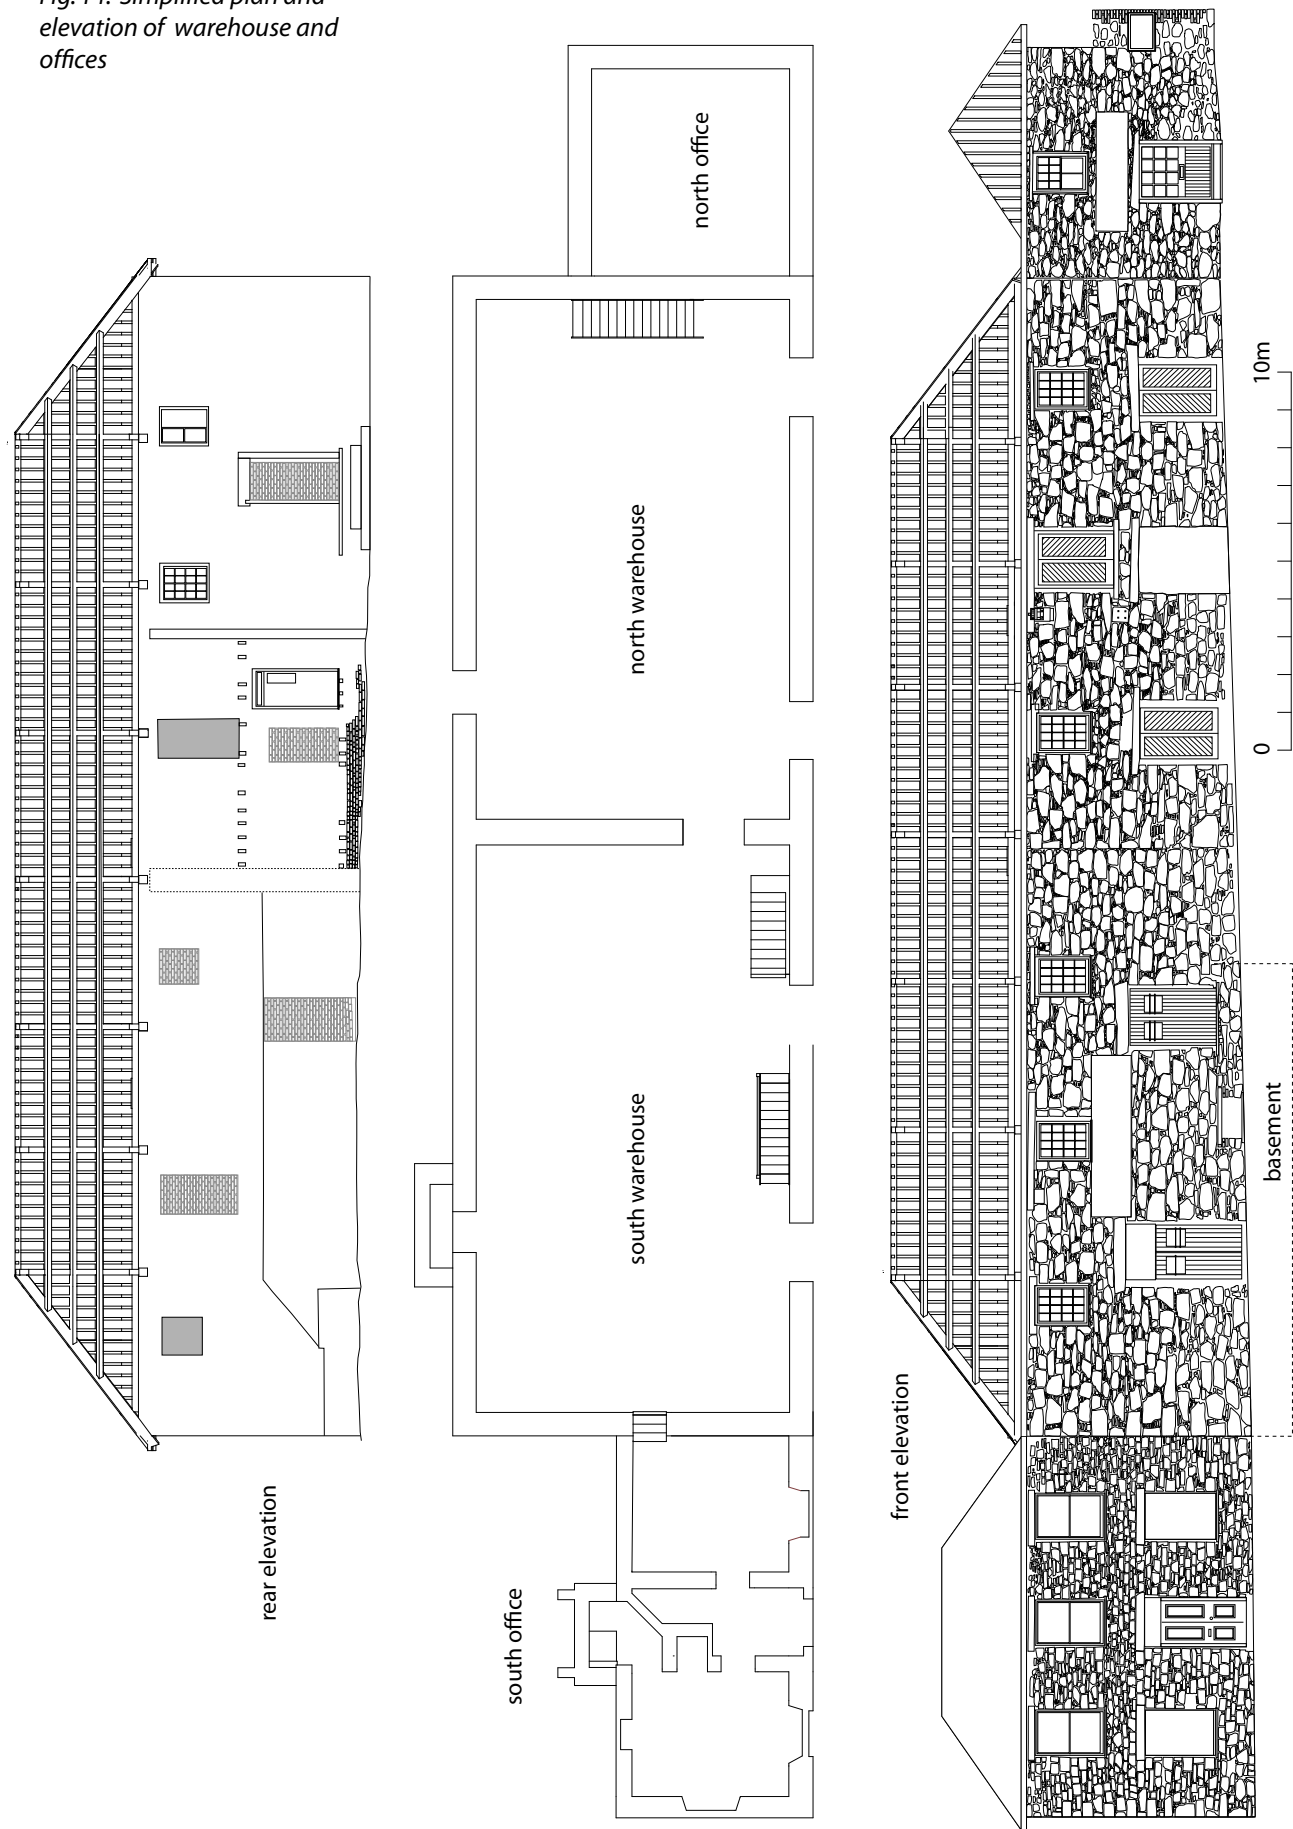 elevation of warehouse and
offices
rear elevation
south office
south warehouse
north warehouse
north office
front elevation
basement
0
10m